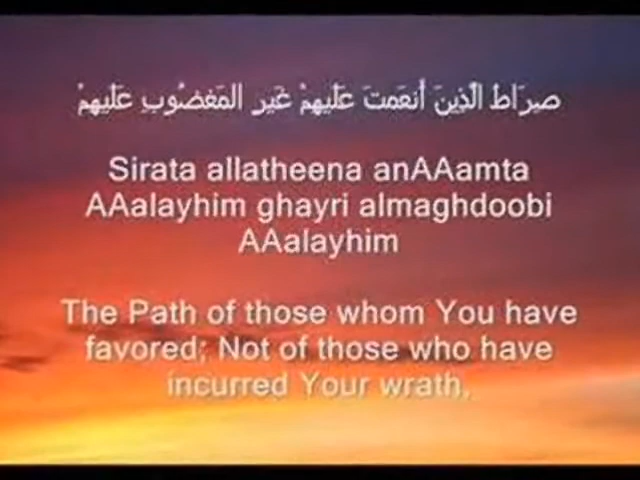 صِرَاطَ الَّذِينَ أَنعَمتَ عَلَيهِمْ غَيرِ المَغضُوبِ عَلَيهِمْ
Sirata allatheena anAAamta
AAalayhim ghayri almaghdoobi
AAalayhim
The Path of those whom You have
favored; Not of those who have
incurred Your wrath,